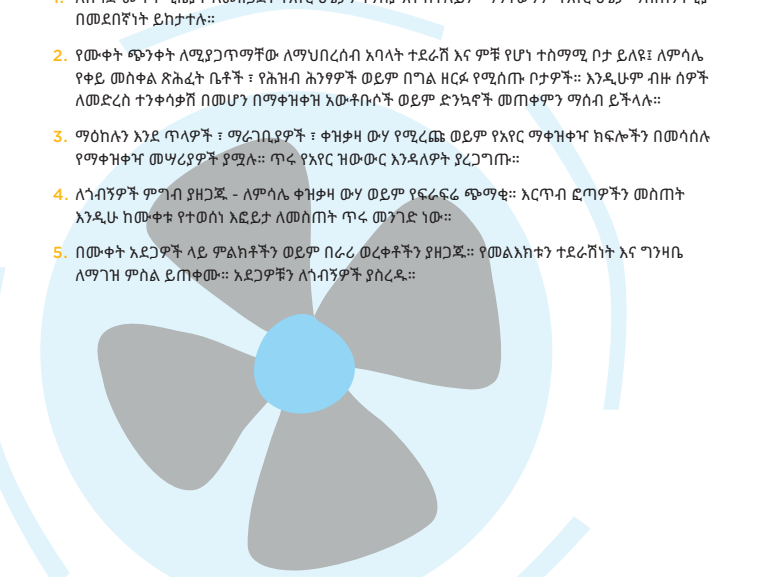 በመደበኛነት ይከታተሉ።
2. የሙቀት ጭንቀት ለሚያጋጥማቸው ለማህበረሰብ አባላት ተደራሽ እና ምቹ የሆነ ተስማሚ ቦታ ይለዩ፤ ለምሳሌ
የቀይ መስቀል ጽሕፈት ቤቶች ፣ የሕዝብ ሕንፃዎች ወይም በግል ዘርፉ የሚሰጡ ቦታዎች። እንዲሁም ብዙ ሰዎች
ለመድረስ ተንቀሳቃሽ በመሆን በማቀዝቀዝ አውቶቡሶች ወይም ድንኳኖች መጠቀምን ማሰብ ይችላሉ።
3. ማዕከሉን እንደ ጥላዎች ፣ ማራገቢያዎች ፣ ቀዝቃዛ ውሃ የሚረጩ ወይም የአየር ማቀዝቀዣ ክፍሎችን በመሳሰሉ
የማቀዝቀዣ መሣሪያዎች ያሟሉ። ጥሩ የአየር ዝውውር እንዳለዎት ያረጋግጡ።
4. ለጎብኝዎች ምግብ ያዘጋጁ - ለምሳሌ ቀዝቃዛ ውሃ ወይም የፍራፍሬ ጭማቂ። እርጥብ ፎጣዎችን መስጠት
እንዲሁ ከሙቀቱ የተወሰነ እፎይታ ለመስጠት ጥሩ መንገድ ነው።
5. በሙቀት አደጋዎች ላይ ምልክቶችን ወይም በራሪ ወረቀቶችን ያዘጋጁ። የመልእክቱን ተደራሽነት እና ግንዛቤ
ለማገዝ ምስል ይጠቀሙ። አደጋዎቹን ለጎብኝዎች ያስረዱ።